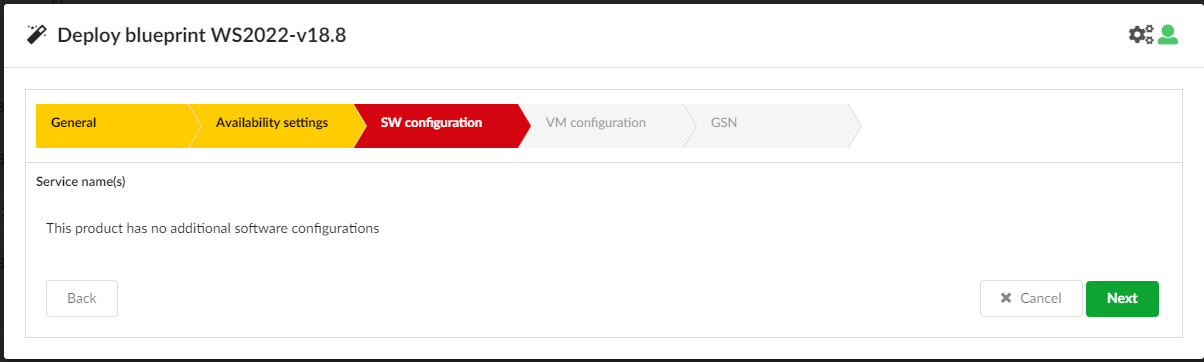 Deploy blueprint WS2022-v18.8
General
Availability settings
SW configuration
VM configuration
GSN
Service name(s)
This product has no additional software configurations
Back
Cancel
Next